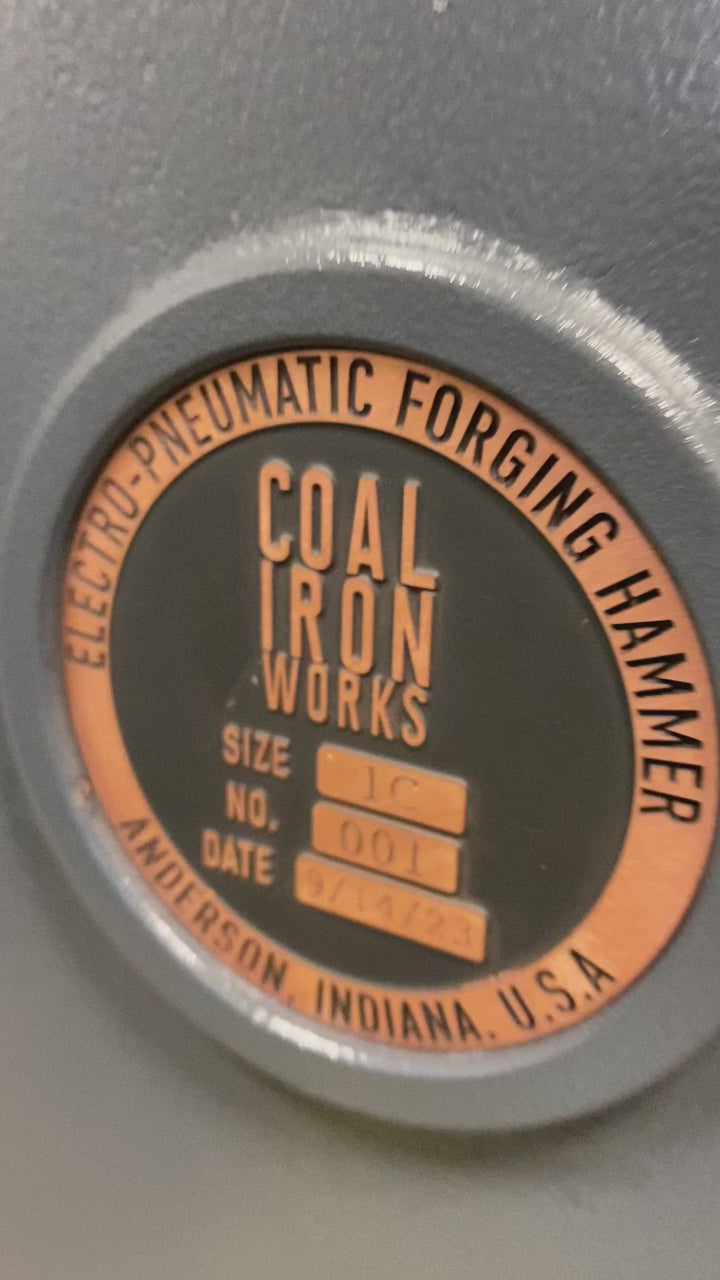 ELECTRO-PNEUMATIC FORGING HAMMER
COAL
IRON
WORKS
SIZE 1C
NO. 001
DATE 9/14/23
ANDERSON, INDIANA. U.S.A